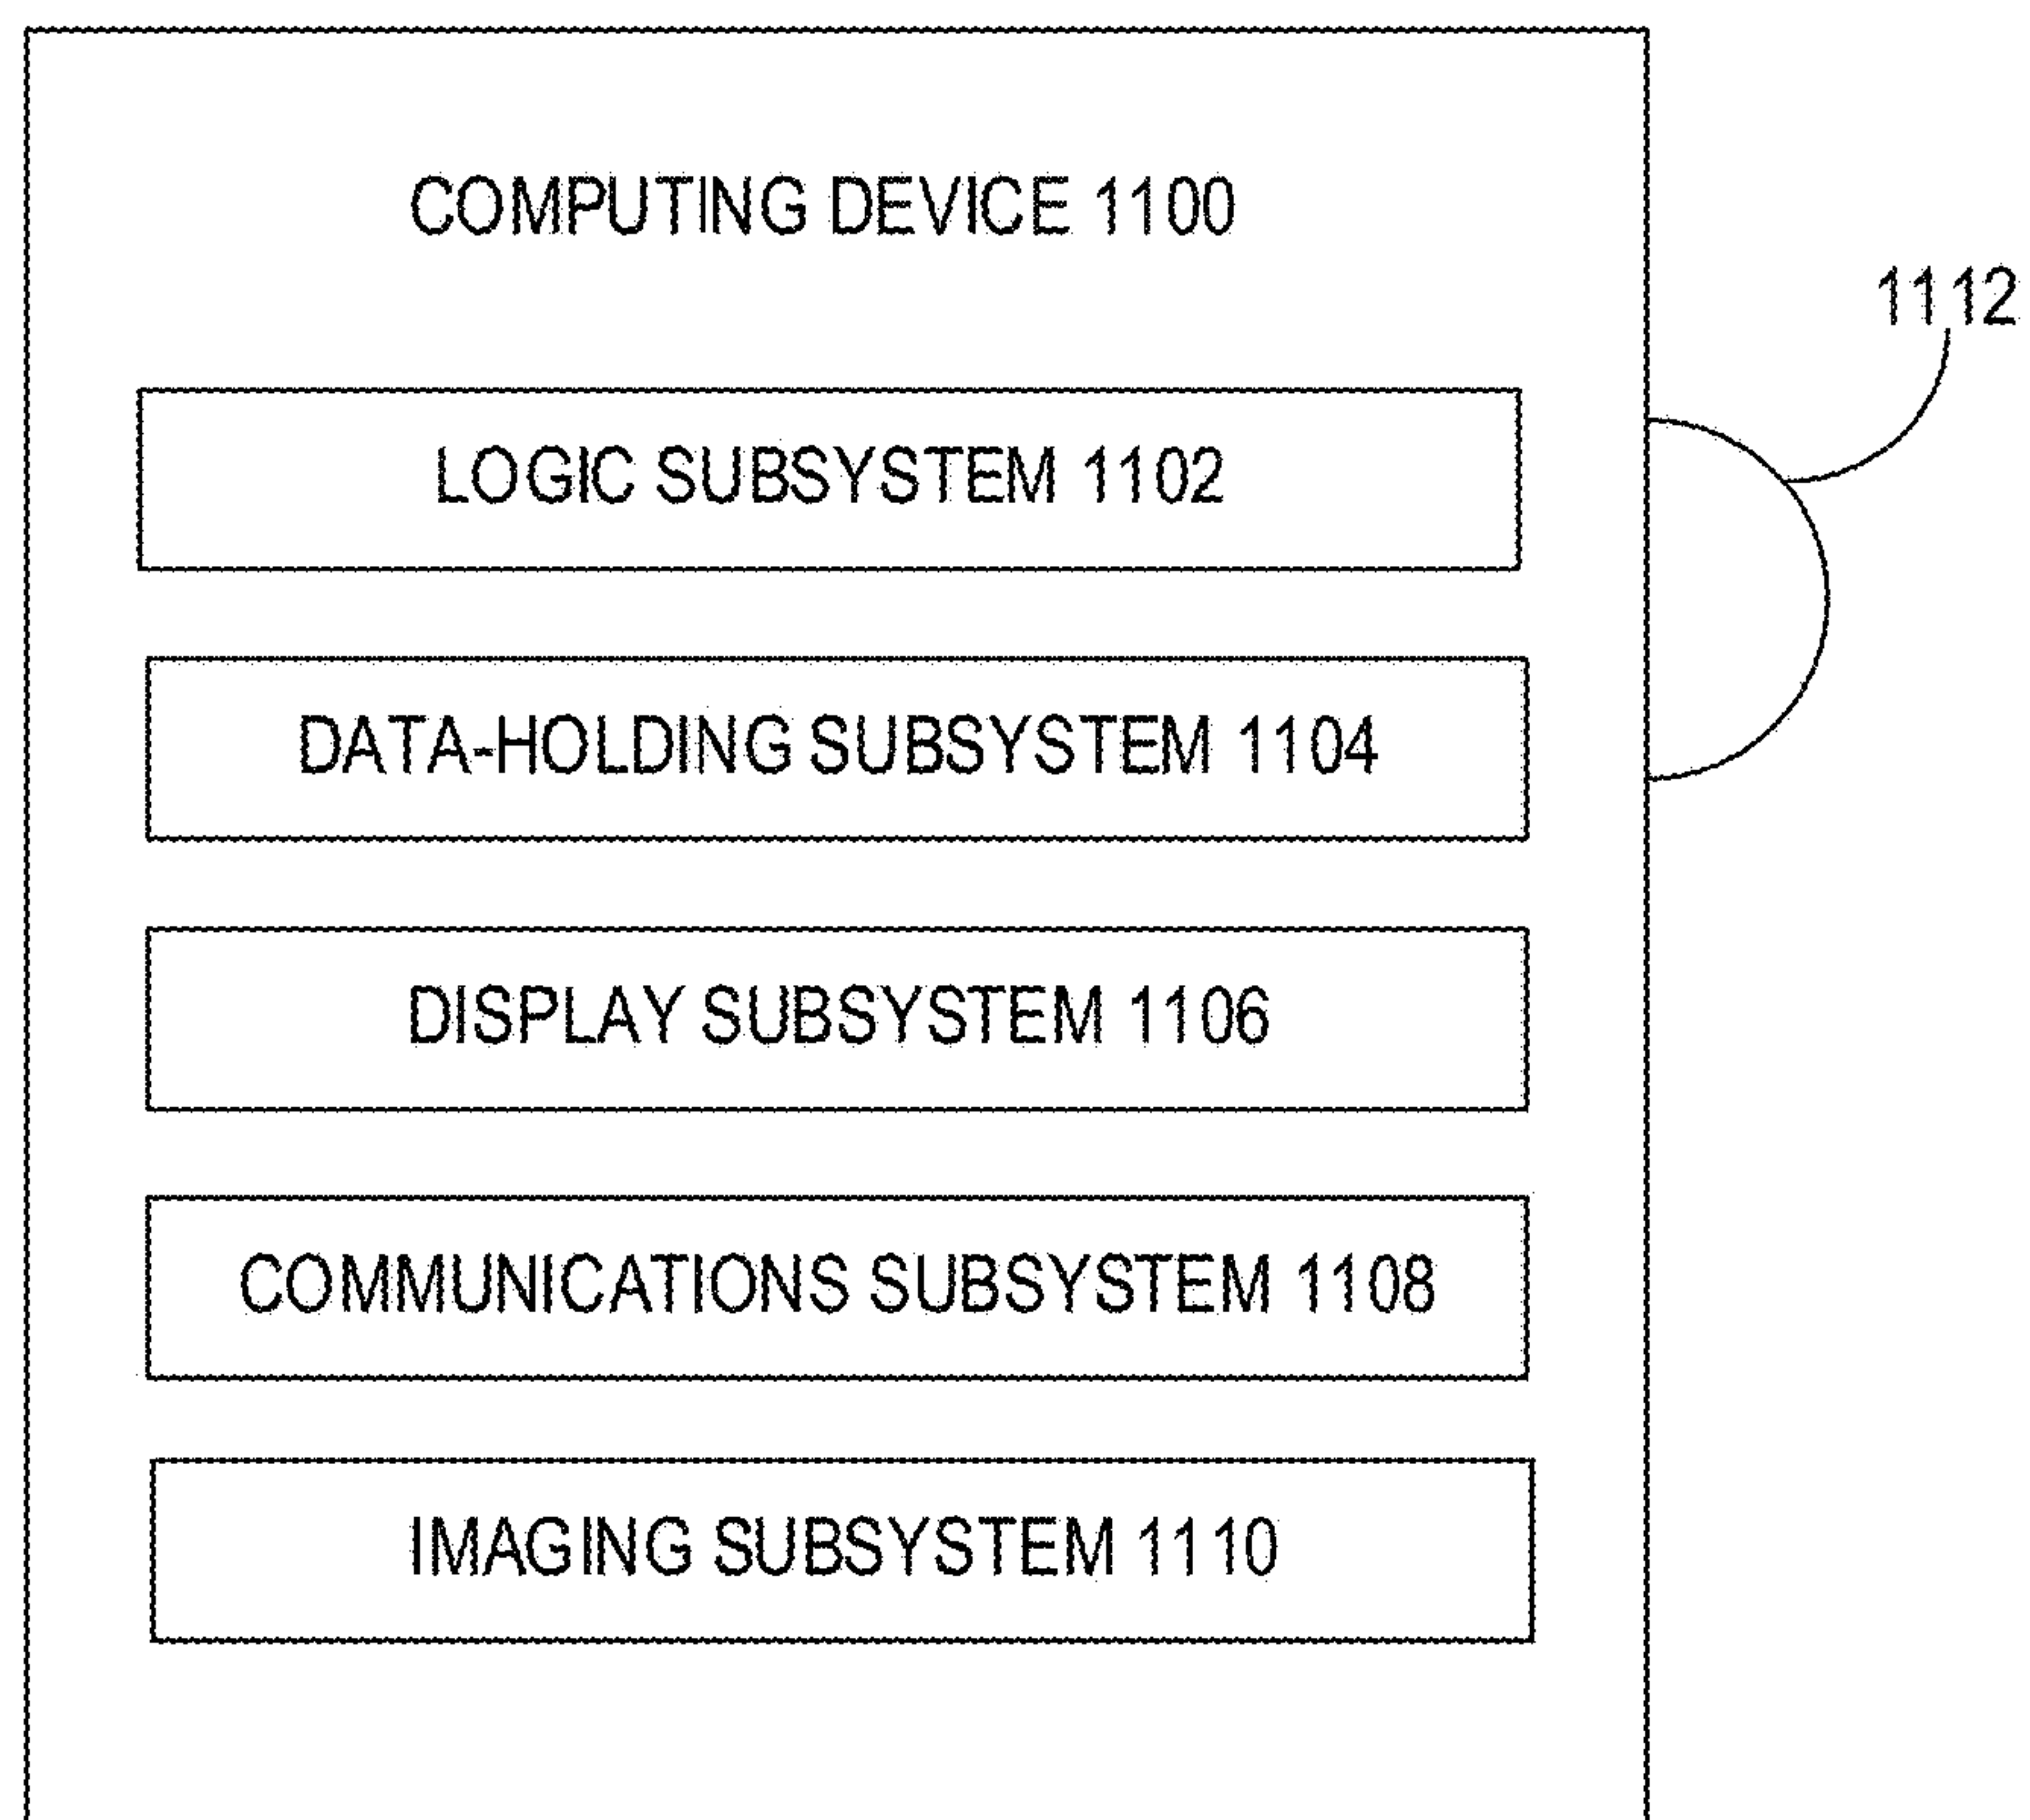 COMPUTING DEVICE 1100
1112
LOGIC SUBSYSTEM 1102
DATA-HOLDING SUBSYSTEM 1104
DISPLAY SUBSYSTEM 1106
COMMUNICATIONS SUBSYSTEM 1108
IMAGING SUBSYSTEM 1110